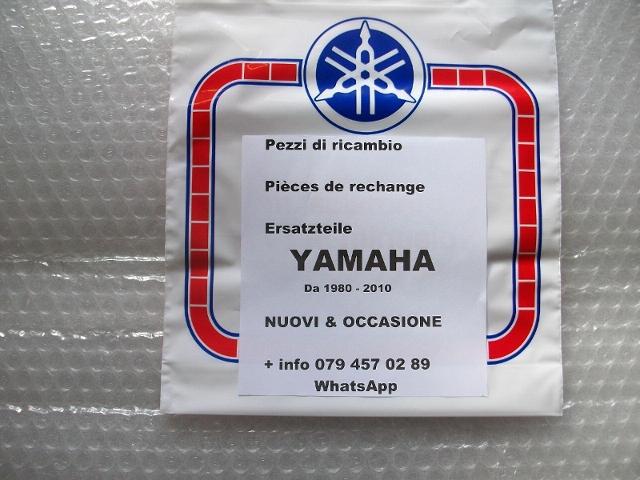 Pezzi di ricambio
Pièces de rechange
Ersatzteile
YAMAHA
Da 1980 - 2010
NUOVI & OCCASIONE
+ info 079 457 02 89
WhatsApp